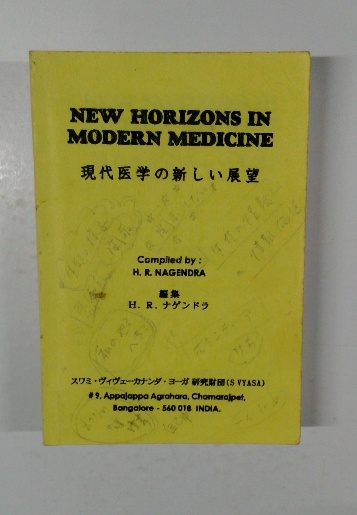 NEW HORIZONS IN
MODERN MEDICINE
現代医学の新しい展望
Compiled by :
H. R. NAGENDRA
編集
H. R. ナゲンドラ
スワミ・ヴィヴェーカナンダ・ヨーガ 研究財団(S VYASA)
# 9, Appajappa Agrahara, Chamarajpet,
Bangalore - 560 018 INDIA.